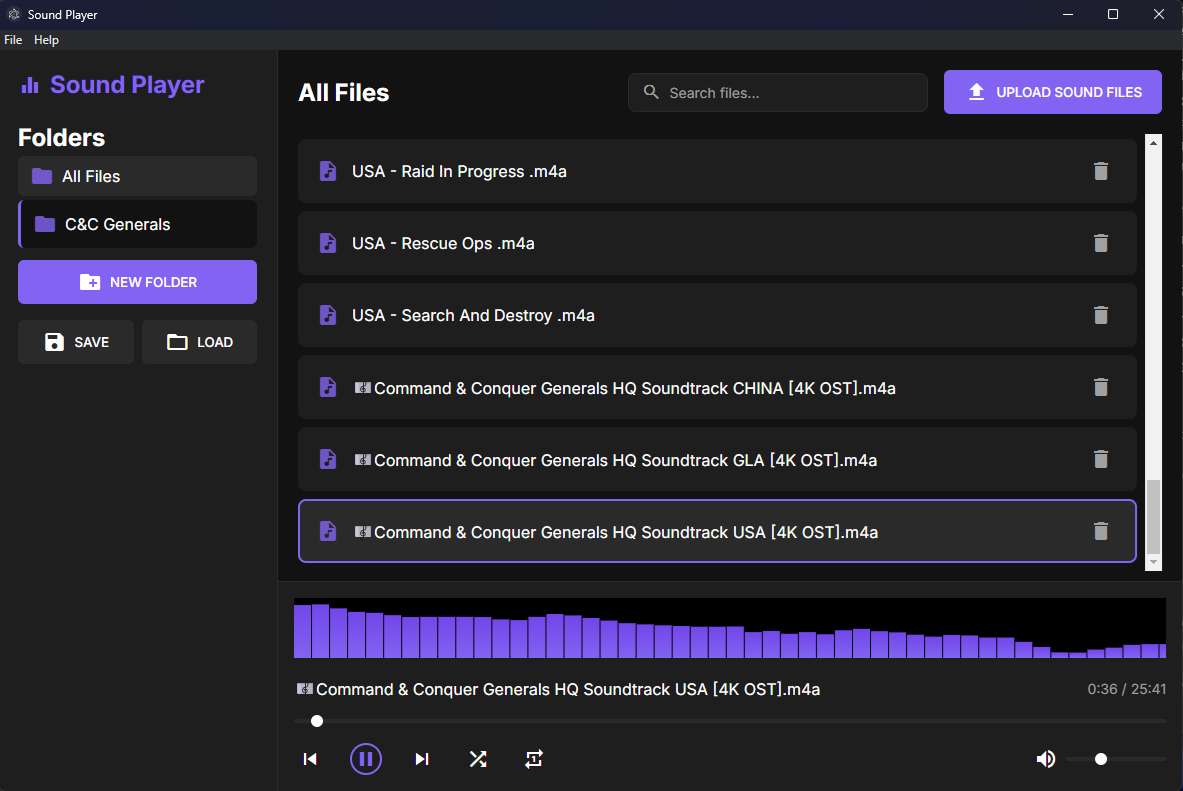 Sound Player
File Help
Sound Player
Folders
All Files
C&C Generals
NEW FOLDER
SAVE LOAD
All Files
Search files...
UPLOAD SOUND FILES
USA - Raid In Progress .m4a
USA - Rescue Ops .m4a
USA - Search And Destroy .m4a
Command & Conquer Generals HQ Soundtrack CHINA [4K OST].m4a
Command & Conquer Generals HQ Soundtrack GLA [4K OST].m4a
Command & Conquer Generals HQ Soundtrack USA [4K OST].m4a
Command & Conquer Generals HQ Soundtrack USA [4K OST].m4a
0:36 / 25:41